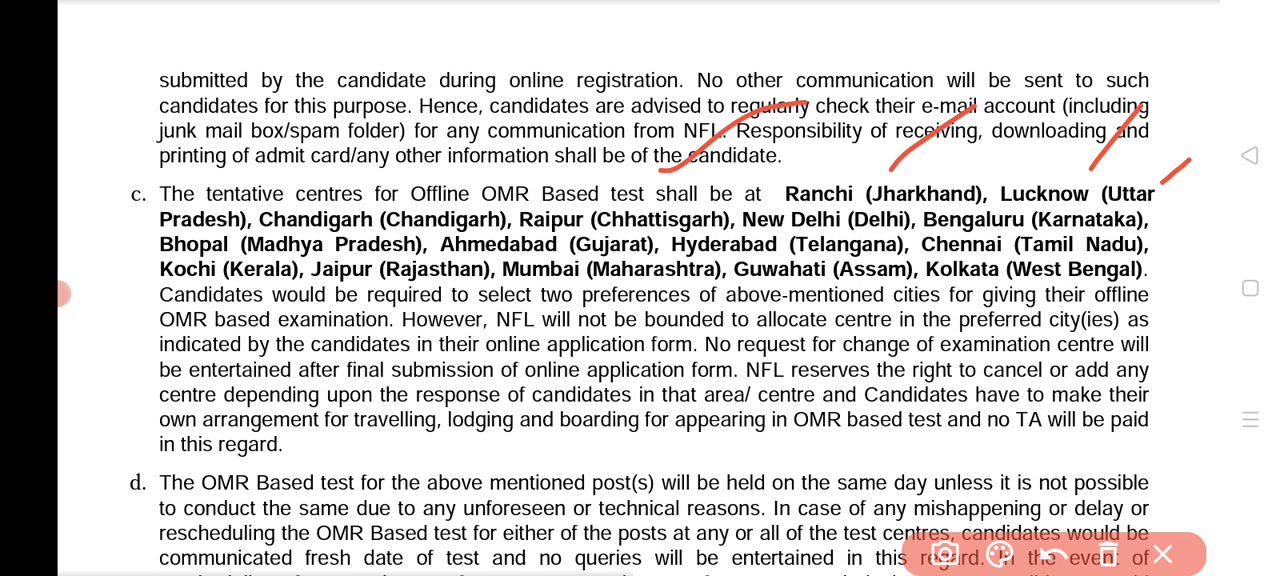 submitted by the candidate during online registration. No other communication will be sent to such
candidates for this purpose. Hence, candidates are advised to regularly check their e-mail account (including
junk mail box/spam folder) for any communication from NFL. Responsibility of receiving, downloading and
printing of admit card/any other information shall be of the candidate.
c. The tentative centres for Offline OMR Based test shall be at Ranchi (Jharkhand), Lucknow (Uttar
Pradesh), Chandigarh (Chandigarh), Raipur (Chhattisgarh), New Delhi (Delhi), Bengaluru (Karnataka),
Bhopal (Madhya Pradesh), Ahmedabad (Gujarat), Hyderabad (Telangana), Chennai (Tamil Nadu),
Kochi (Kerala), Jaipur (Rajasthan), Mumbai (Maharashtra), Guwahati (Assam), Kolkata (West Bengal).
Candidates would be required to select two preferences of above-mentioned cities for giving their offline
OMR based examination. However, NFL will not be bounded to allocate centre in the preferred city(ies) as
indicated by the candidates in their online application form. No request for change of examination centre will
be entertained after final submission of online application form. NFL reserves the right to cancel or add any
centre depending upon the response of candidates in that area/ centre and Candidates have to make their
own arrangement for travelling, lodging and boarding for appearing in OMR based test and no TA will be paid
in this regard.
d. The OMR Based test for the above mentioned post(s) will be held on the same day unless it is not possible
to conduct the same due to any unforeseen or technical reasons. In case of any mishappening or delay or
rescheduling the OMR Based test for either of the posts at any or all of the test centres, candidates would be
communicated fresh date of test and no queries will be entertained in this regard. In the event of